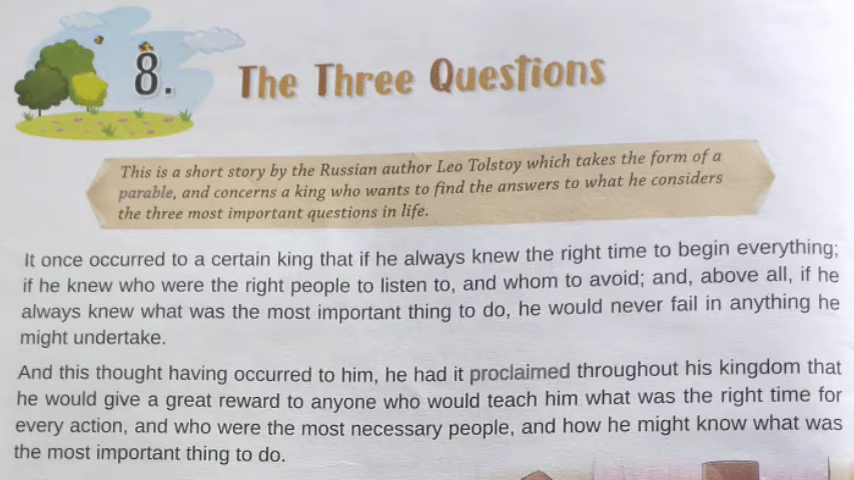 8. The Three Questions
This is a short story by the Russian author Leo Tolstoy which takes the form of a
parable, and concerns a king who wants to find the answers to what he considers
the three most important questions in life.
It once occurred to a certain king that if he always knew the right time to begin everything;
if he knew who were the right people to listen to, and whom to avoid; and, above all, if he
always knew what was the most important thing to do, he would never fail in anything he
might undertake.
And this thought having occurred to him, he had it proclaimed throughout his kingdom that
he would give a great reward to anyone who would teach him what was the right time for
every action, and who were the most necessary people, and how he might know what was
the most important thing to do.